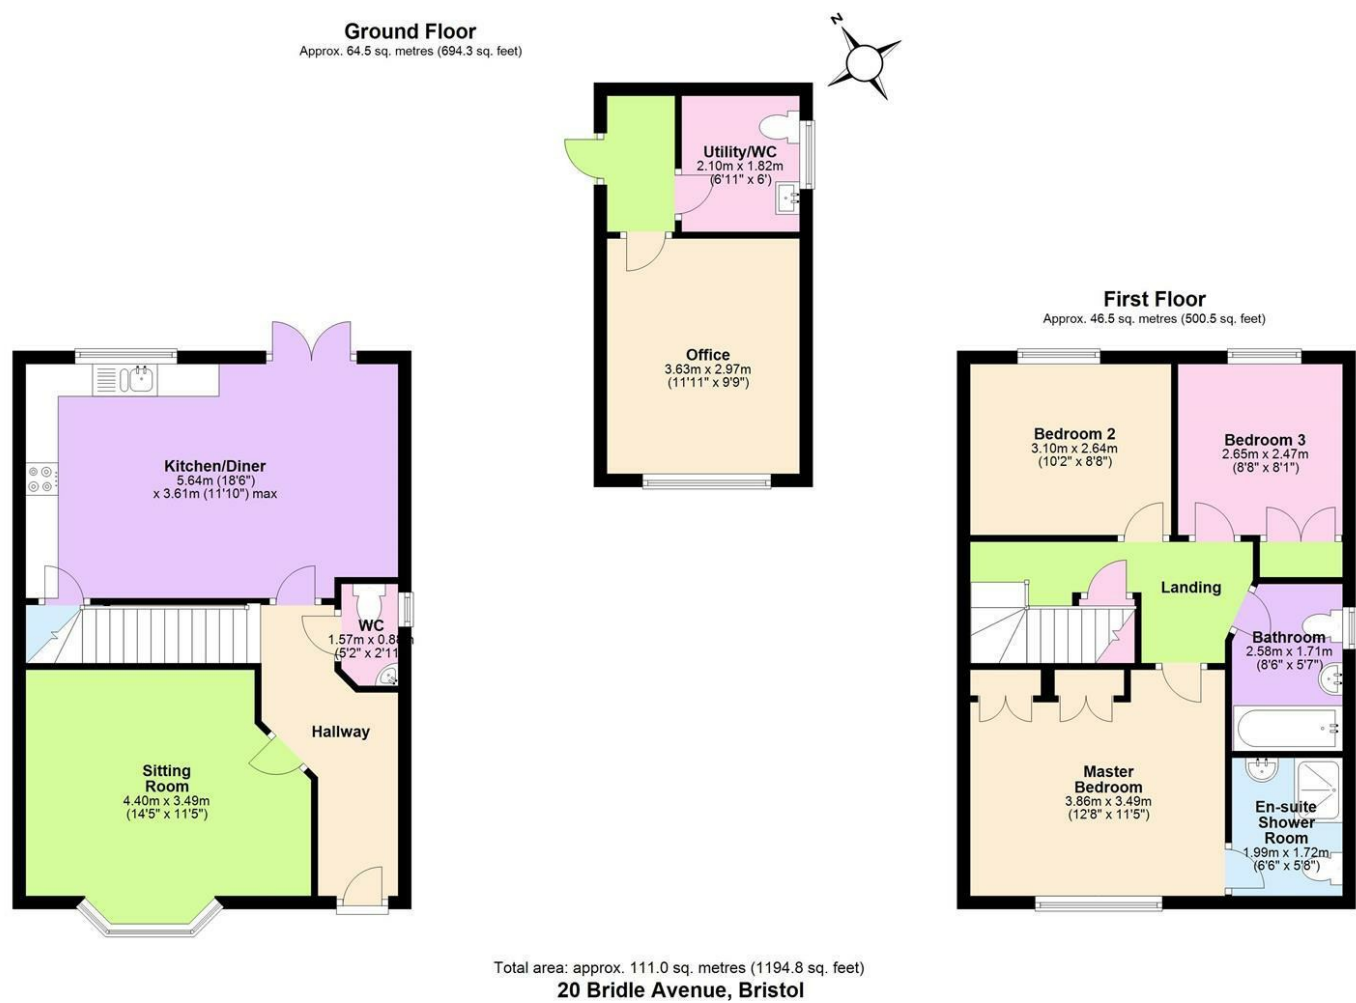 Ground Floor
Approx. 64.5 sq. metres (694.3 sq. feet)
N
Utility/WC
2.10m x 1.82m
(6'11" x 6')
Office
3.63m x 2.97m
(11'11" x 9'9")
Kitchen/Diner
5.64m (18'6")
x 3.61m (11'10") max
WC
1.57m x 0.88m
(5'2" x 2'11
Hallway
Sitting
Room
4.40m x 3.49m
(14'5" x 11'5")
First Floor
Approx. 46.5 sq. metres (500.5 sq. feet)
Bedroom 2
3.10m x 2.64m
(10'2" x 8'8")
Bedroom 3
2.65m x 2.47m
(8'8" x 8'1")
Landing
Bathroom
2.58m x 1.71m
(8'6" x 5'7")
Master
Bedroom
3.86m x 3.49m
(12'8" x 11'5")
En-suite
Shower
Room
1.99m x 1.72m
(6'6" x 5'8")
Total area: approx. 111.0 sq. metres (1194.8 sq. feet)
20 Bridle Avenue, Bristol